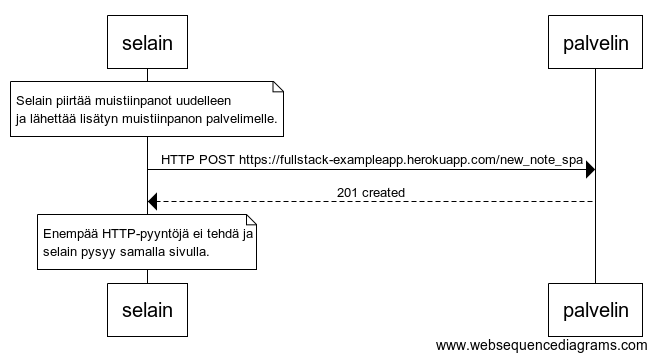 selain
palvelin
Selain piirtää muistiinpanot uudelleen
ja lähettää lisätyn muistiinpanon palvelimelle.
HTTP POST https://fullstack-exampleapp.herokuapp.com/new_note_spa
201 created
Enempää HTTP-pyyntöjä ei tehdä ja
selain pysyy samalla sivulla.
selain
palvelin
www.websequencediagrams.com